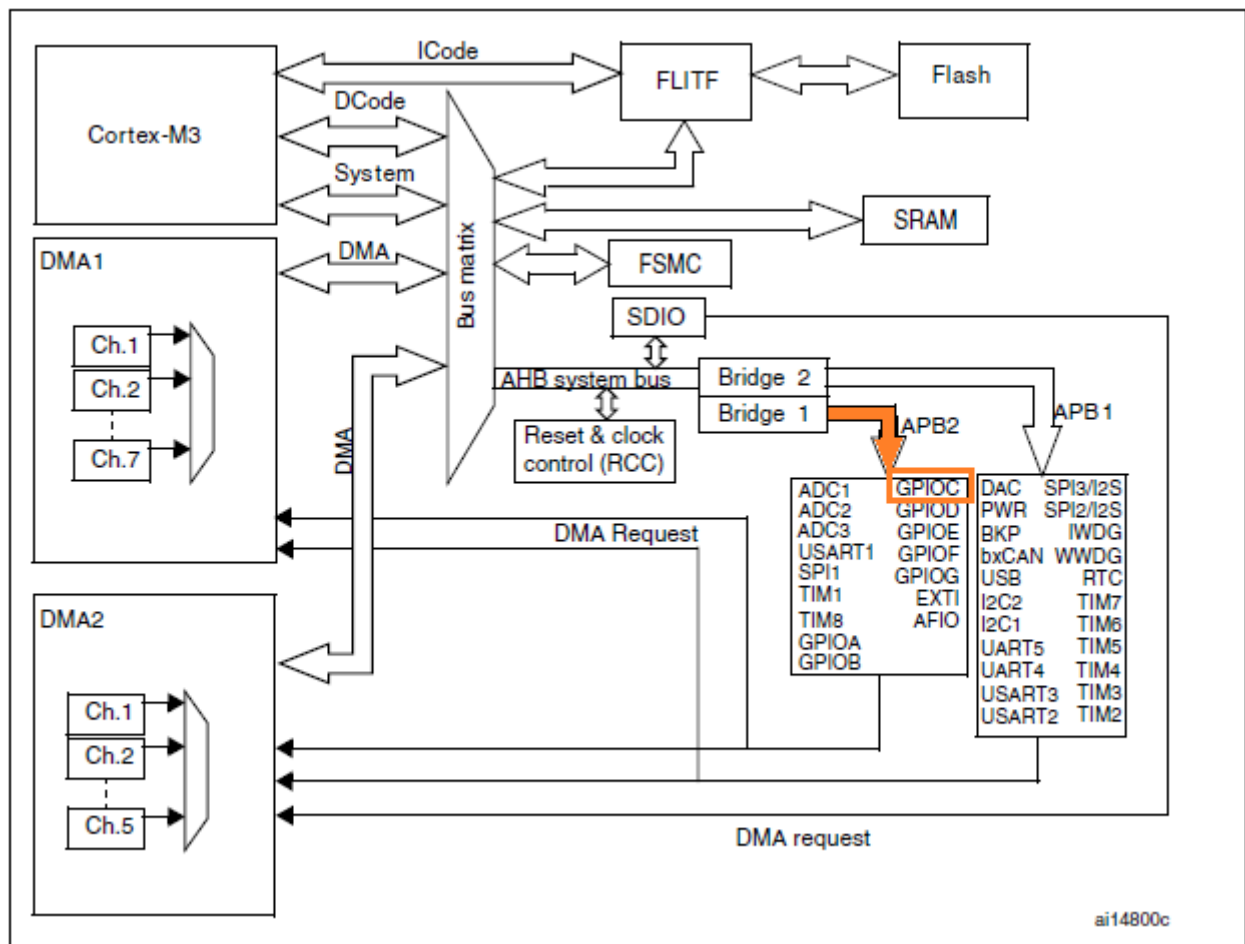 ICode
Cortex-M3
FLITF
Flash
DCode
System
SRAM
DMA1
DMA
Bus matrix
FSMC
SDIO
Ch.1
Ch.2
Ch.7
AHB system bus
Bridge 2
Bridge 1
APB2
APB1
Reset & clock
control (RCC)
DMA
ADC1 GPIOC
ADC2 GPIOD
ADC3 GPIOE
USART1 GPIOF
SPI1 GPIOG
TIM1 EXTI
TIM8 AFIO
GPIOA
GPIOB
DAC SPI3/I2S
PWR SPI2/I2S
BKP IWDG
bxCAN WWDG
USB RTC
I2C2 TIM7
I2C1 TIM6
UART5 TIM5
UART4 TIM4
USART3 TIM3
USART2 TIM2
DMA Request
DMA2
Ch.1
Ch.2
Ch.5
DMA request
ai14800c